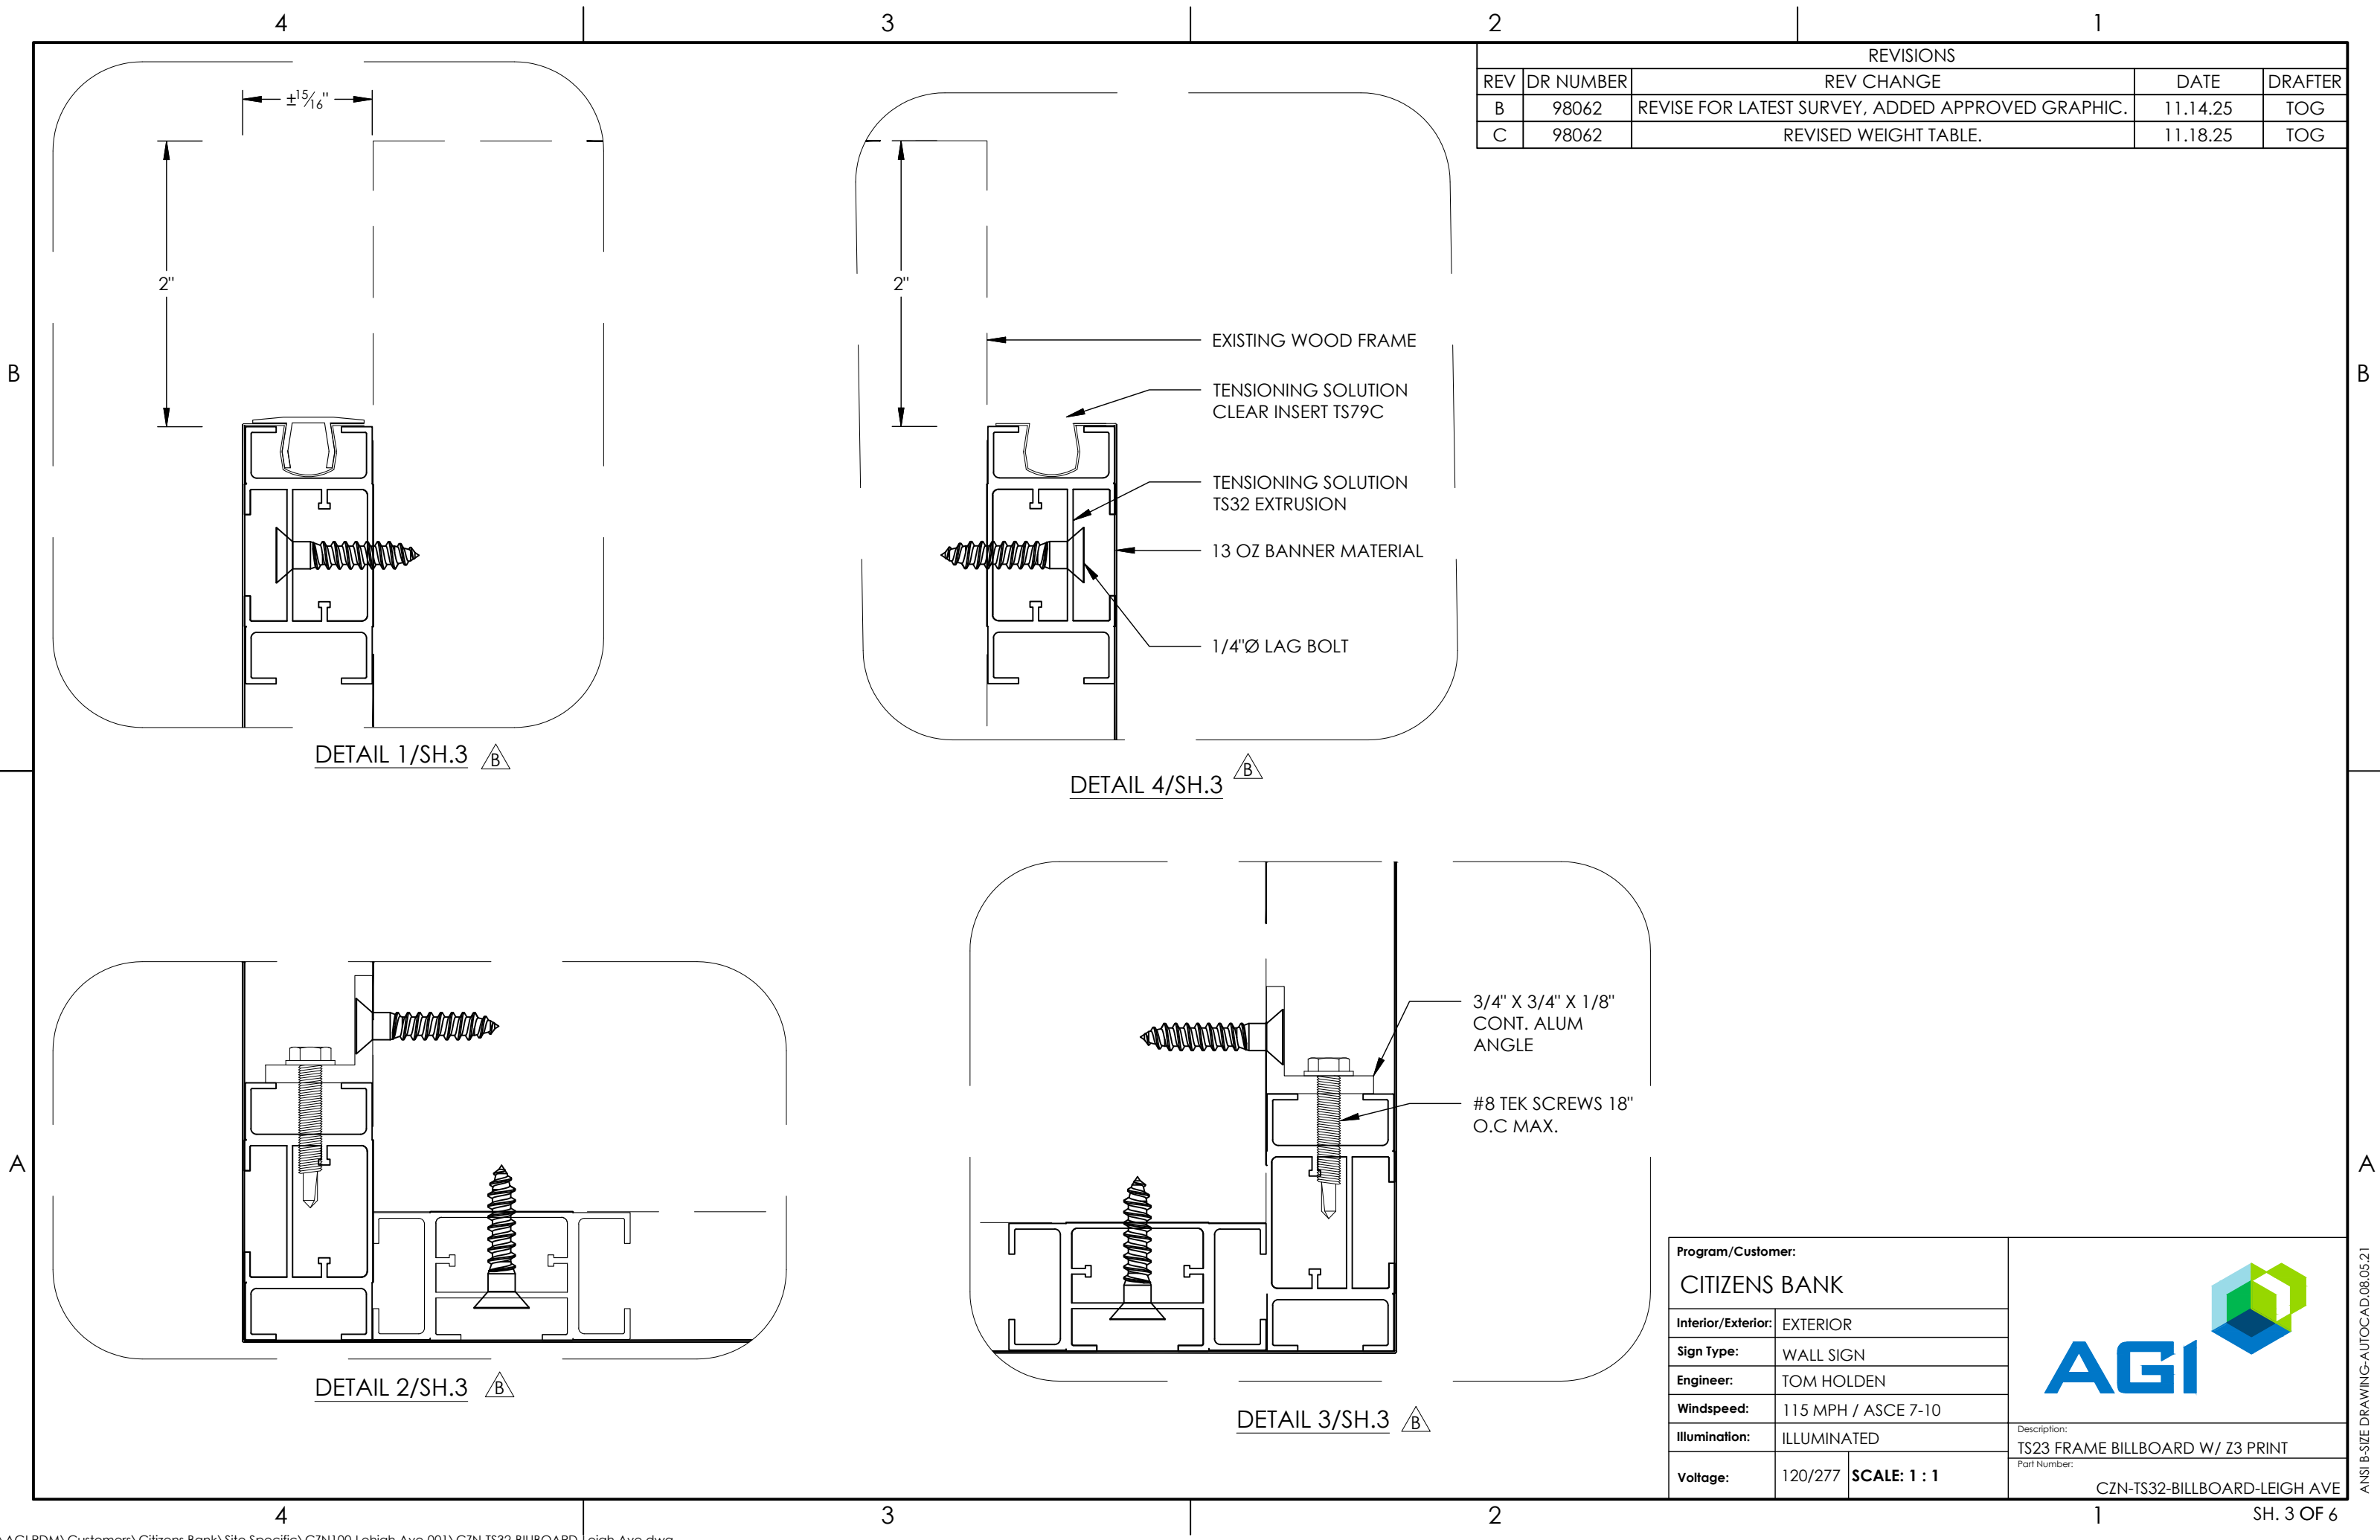 4
3
2
1
REVISIONS
REV DR NUMBER REV CHANGE DATE DRAFTER
B 98062 REVISE FOR LATEST SURVEY, ADDED APPROVED GRAPHIC. 11.14.25 TOG
C 98062 REVISED WEIGHT TABLE. 11.18.25 TOG
±15/16"
2"
2"
EXISTING WOOD FRAME
TENSIONING SOLUTION
CLEAR INSERT TS79C
TENSIONING SOLUTION
TS32 EXTRUSION
13 OZ BANNER MATERIAL
1/4"Ø LAG BOLT
B
B
DETAIL 1/SH.3 B
DETAIL 4/SH.3 B
3/4" X 3/4" X 1/8"
CONT. ALUM
ANGLE
#8 TEK SCREWS 18"
O.C MAX.
A
A
DETAIL 2/SH.3 B
DETAIL 3/SH.3 B
Program/Customer:
CITIZENS BANK
Interior/Exterior: EXTERIOR
Sign Type: WALL SIGN
Engineer: TOM HOLDEN
Windspeed: 115 MPH / ASCE 7-10
Illumination: ILLUMINATED
Voltage: 120/277 SCALE: 1 : 1
AGI
Description:
TS23 FRAME BILLBOARD W/ Z3 PRINT
Part Number:
CZN-TS32-BILLBOARD-LEIGH AVE
ANSI B-SIZE DRAWING-AUTOCAD.08.05.21
4
3
2
1
SH. 3 OF 6